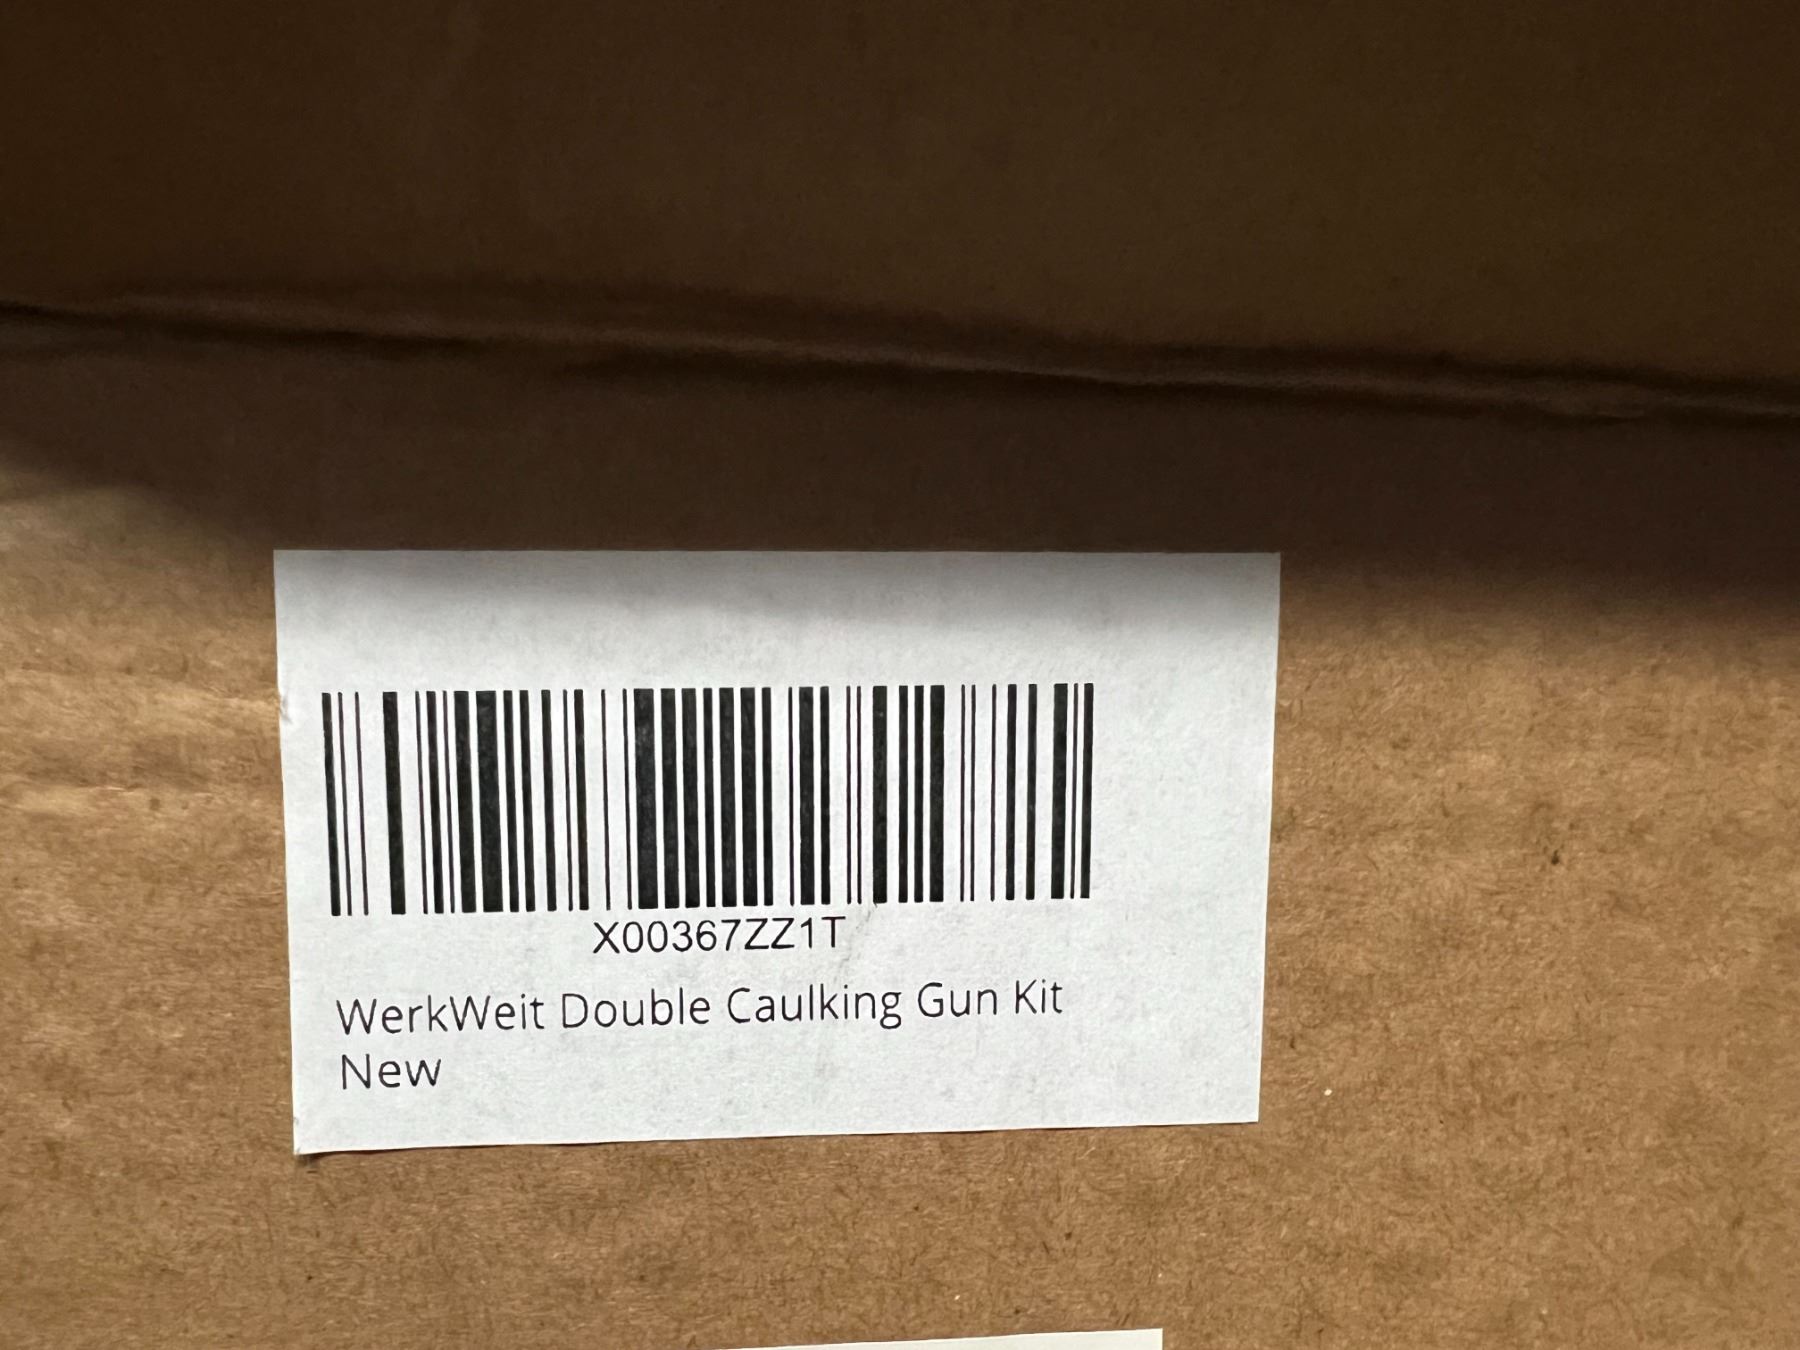 X00367ZZ1T
WerkWeit Double Caulking Gun Kit
New